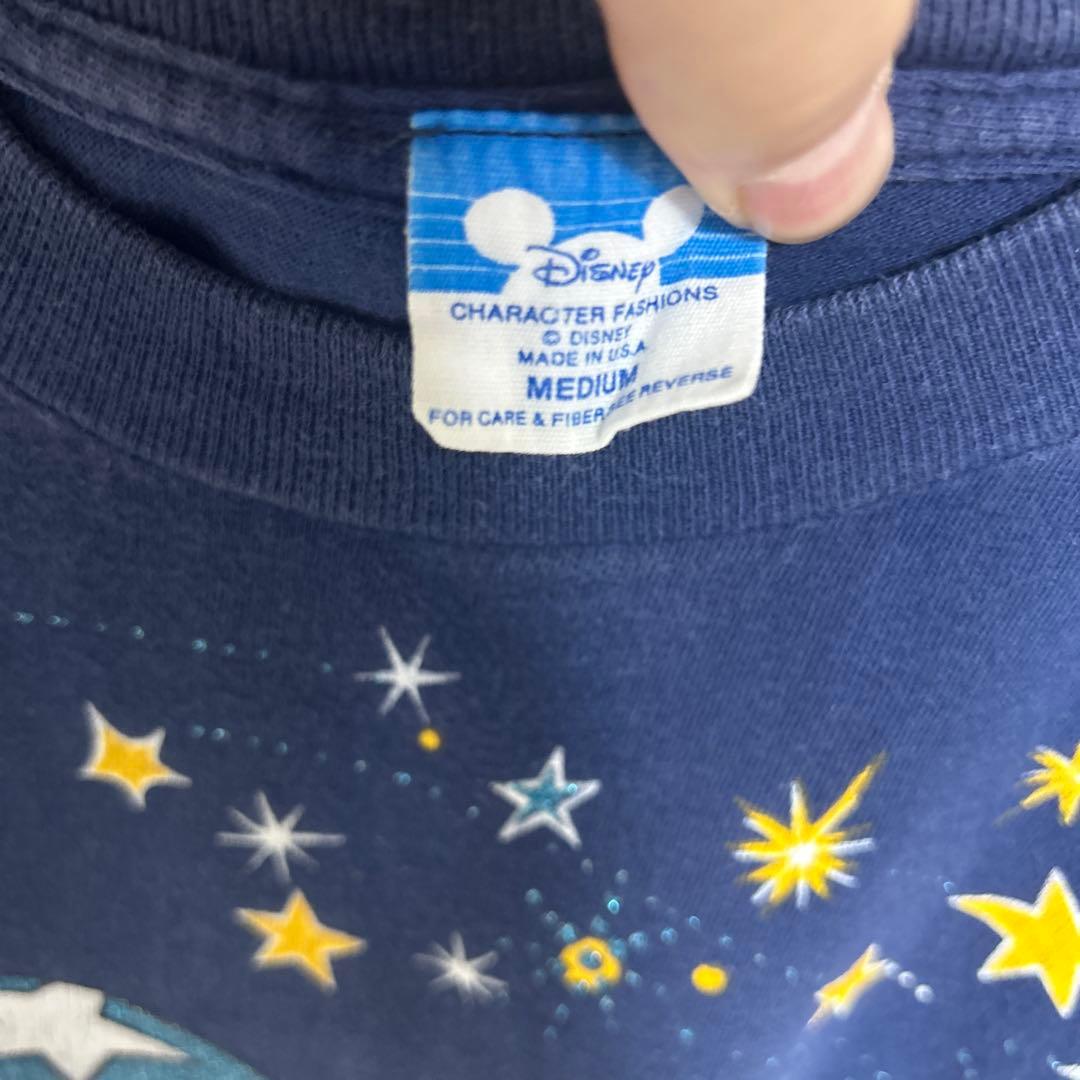 Disney
CHARACTER FASHIONS
© DISNEY
MADE IN U.S.A
MEDIUM
FOR CARE & FIBER SEE REVERSE